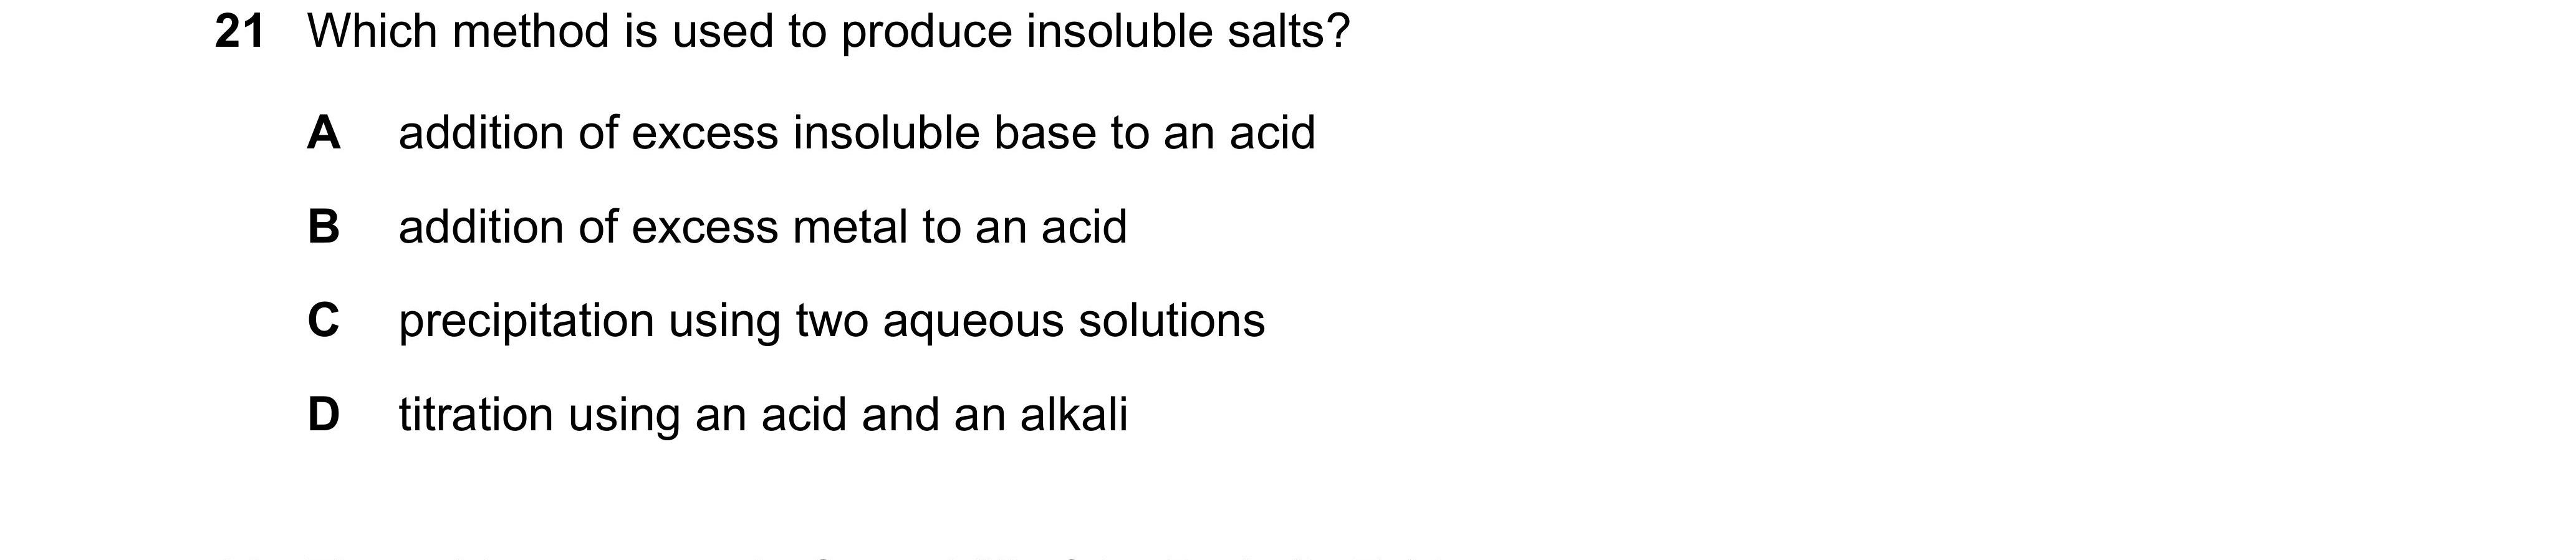 21 Which method is used to produce insoluble salts?
A addition of excess insoluble base to an acid
B addition of excess metal to an acid
C precipitation using two aqueous solutions
D titration using an acid and an alkali